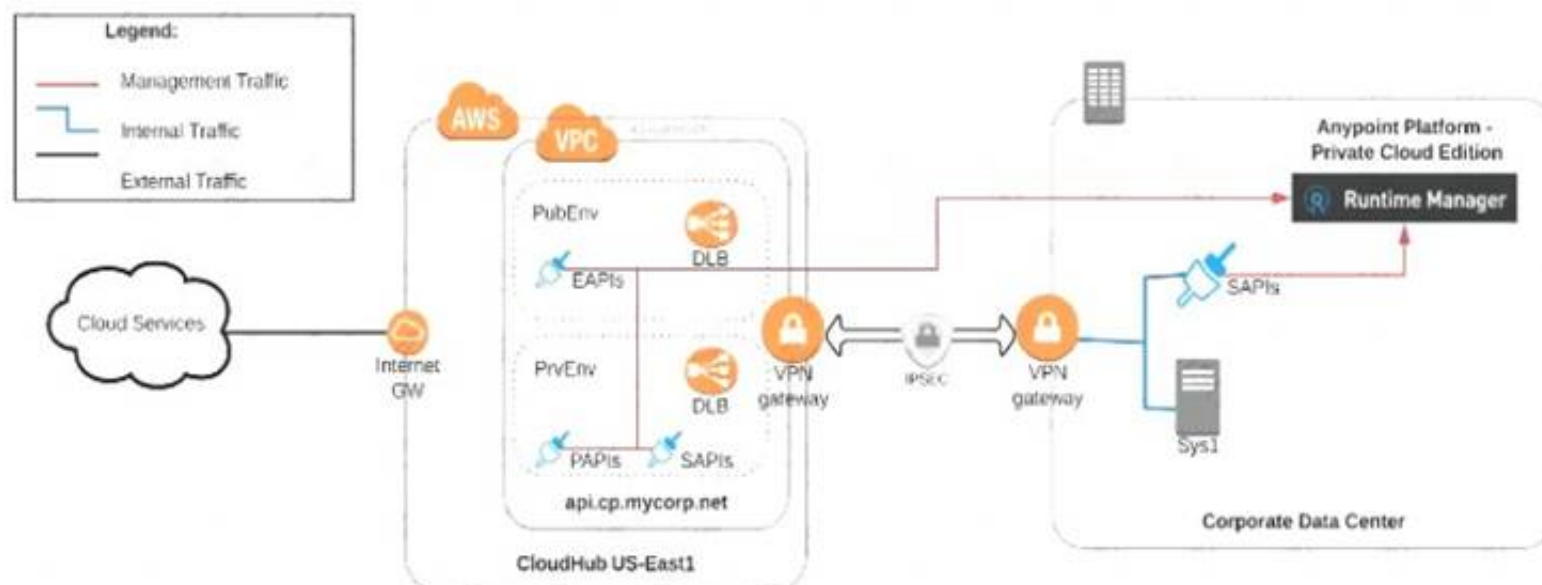 Legend:
Management Traffic
Internal Traffic
External Traffic
AWS
VPC
Anypoint Platform -
Private Cloud Edition
Runtime Manager
PubEnv
DLB
EAPIs
SAPIs
Cloud Services
Internet
GW
PrvEnv
DLB
VPN
gateway
IPSEC
VPN
gateway
PAPIs
SAPIs
Sys1
api.cp.mycorp.net
Corporate Data Center
CloudHub US-East1